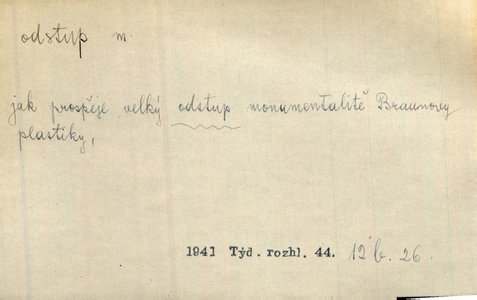 odstup m.
jak prospěje velký odstup monumentalitě Braunovy
plastiky,
1941 Týd. rozhl. 44. 12 b. 26.